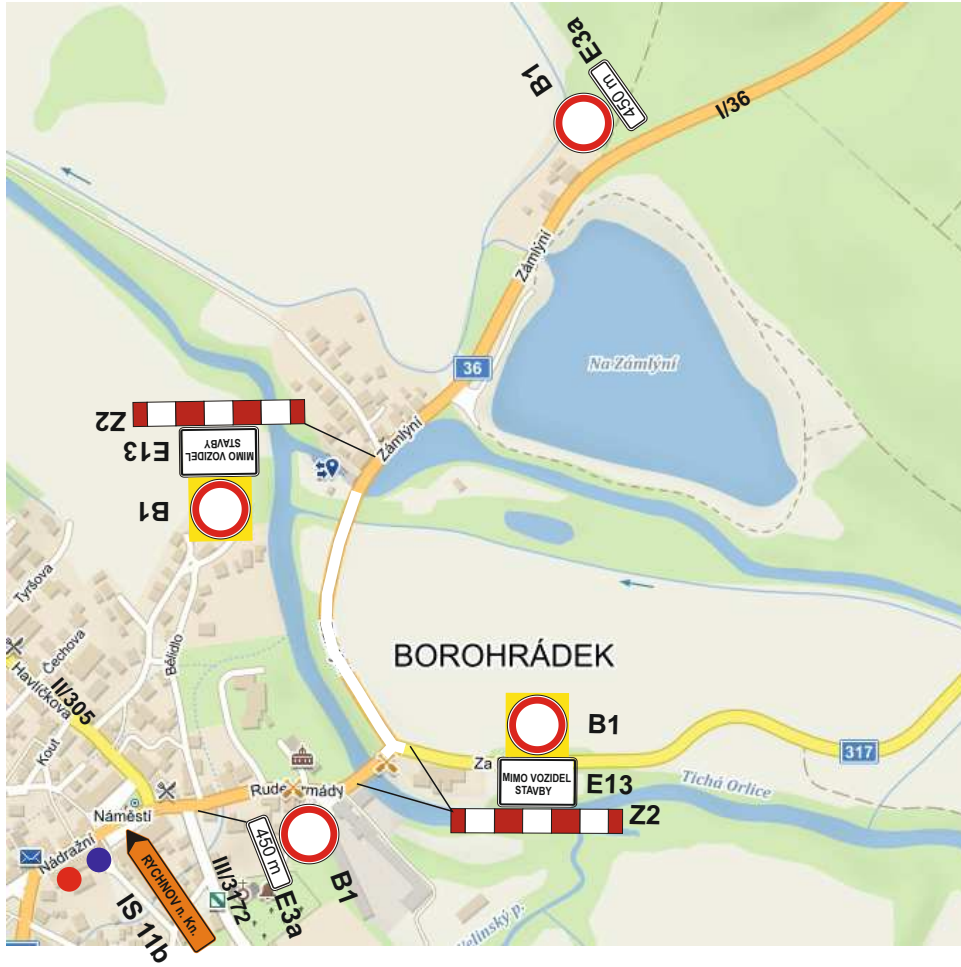 B1
E3a
450 m
I/36
Zámlýní
36
Na Zámlýní
Z2
E13
MIMO VOZIDEL
STAVBY
B1
Zámlýní
Tyršova
Čechova
Havlíčkova
II/305
Bělidlo
Kout
BOROHRÁDEK
B1
317
Za
MIMO VOZIDEL
STAVBY
E13
Tichá Orlice
Z2
Rudé armády
Náměstí
Nádražní
450 m
B1
E3a
III/3172
RYCHNOV n. Kn.
IS 11b
Velinský p.